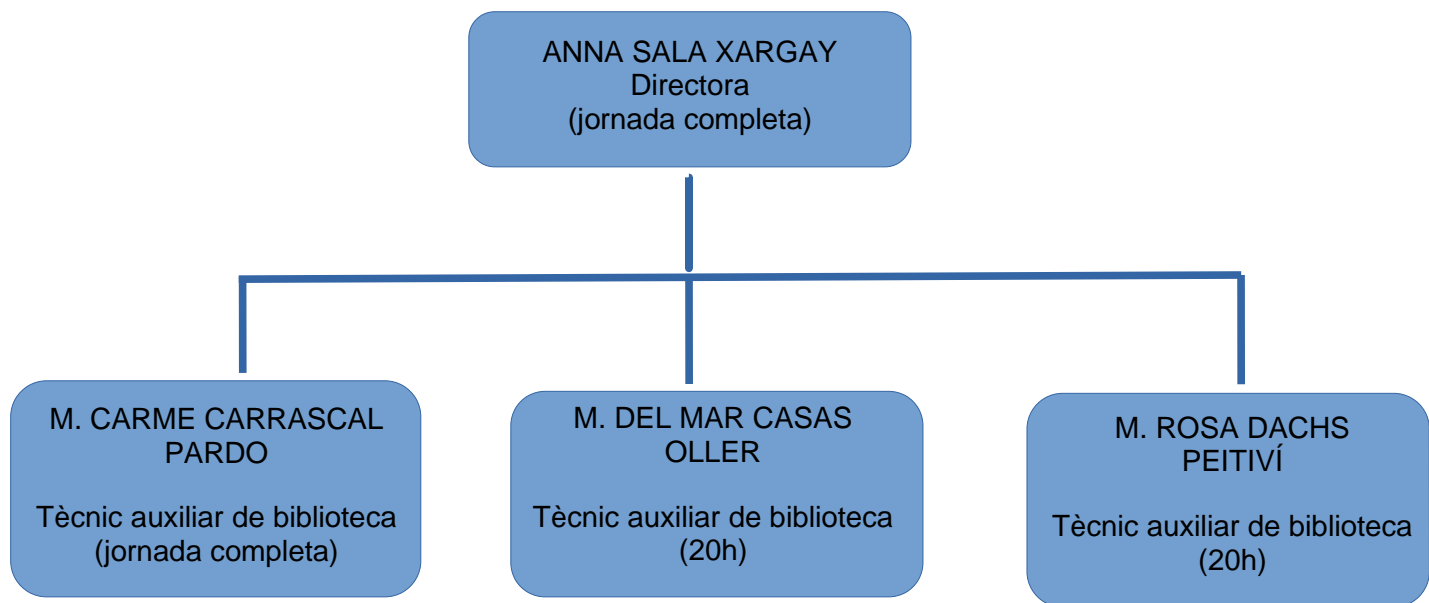 ANNA SALA XARGAY
Directora
(jornada completa)
M. CARME CARRASCAL
PARDO
Tècnic auxiliar de biblioteca
(jornada completa)
M. DEL MAR CASAS
OLLER
Tècnic auxiliar de biblioteca
(20h)
M. ROSA DACHS
PEITIVÍ
Tècnic auxiliar de biblioteca
(20h)